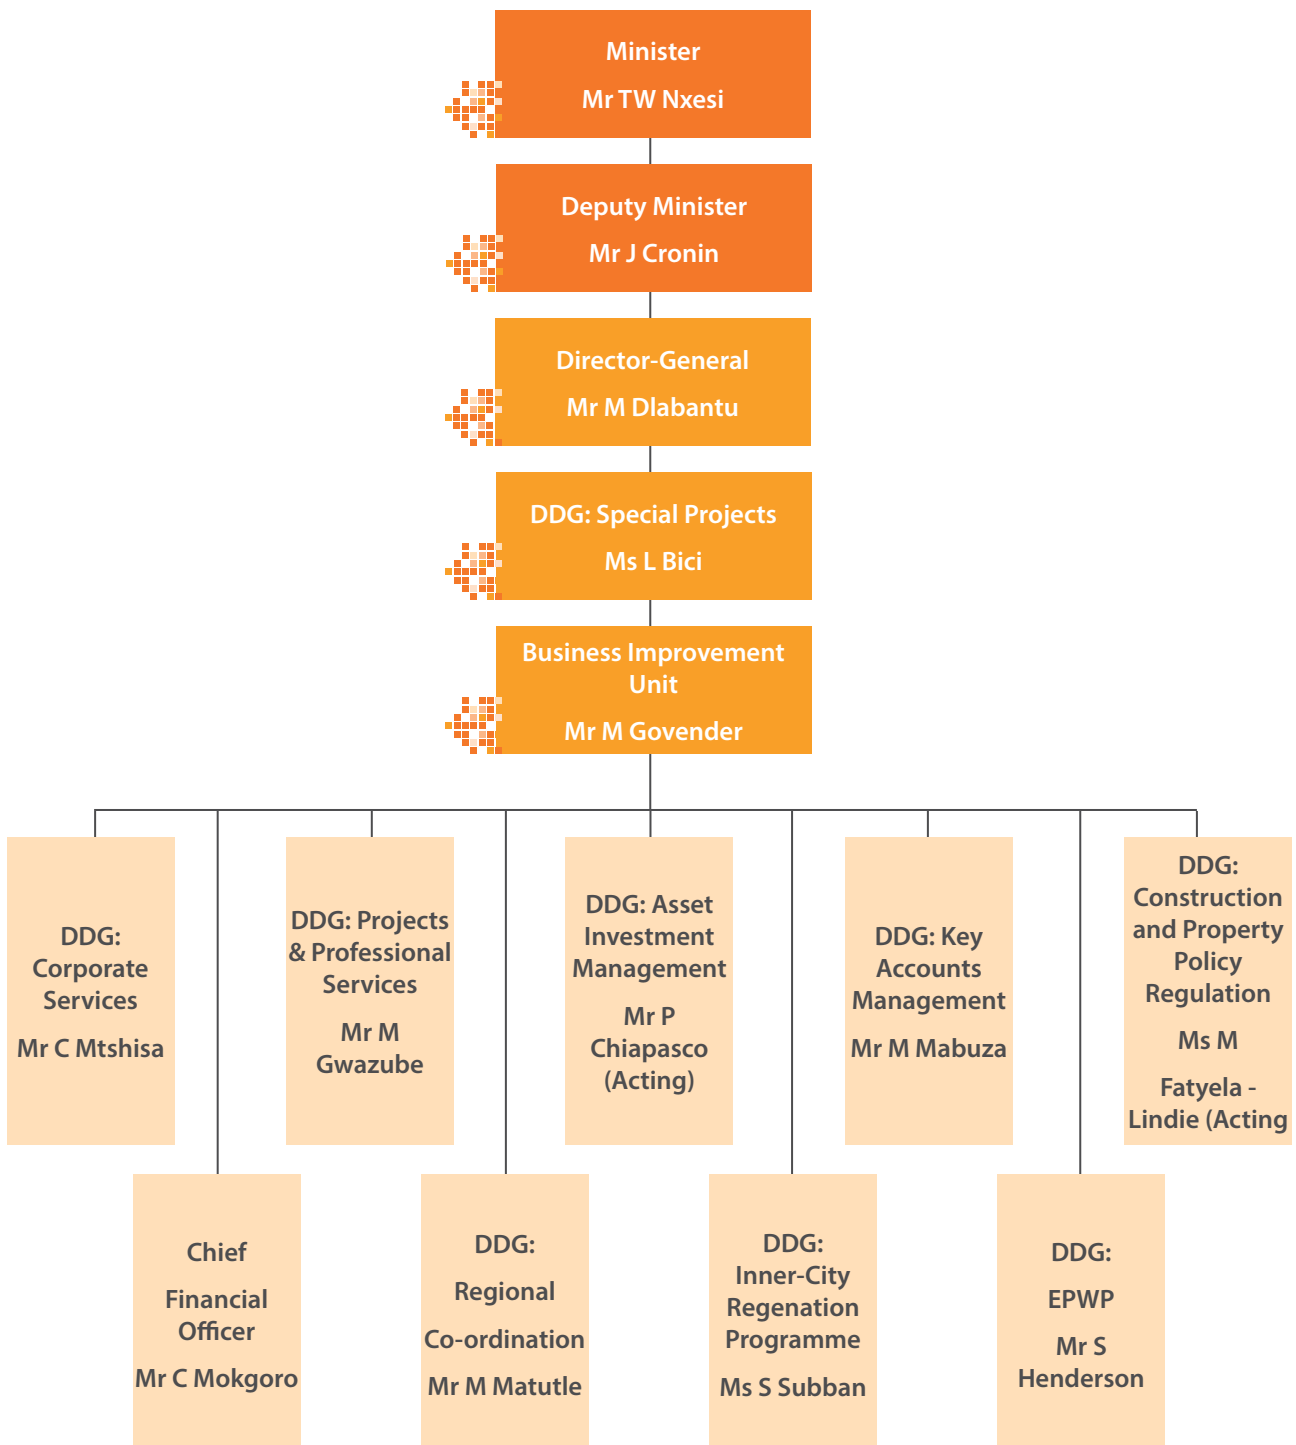 Minister
Mr TW Nxesi
Deputy Minister
Mr J Cronin
Director-General
Mr M Dlabantu
DDG: Special Projects
Ms L Bici
Business Improvement
Unit
Mr M Govender
DDG:
Corporate
Services
Mr C Mtshisa
DDG: Projects
& Professional
Services
Mr M
Gwazube
DDG: Asset
Investment
Management
Mr P
Chiapasco
(Acting)
DDG: Key
Accounts
Management
Mr M Mabuza
DDG:
Construction
and Property
Policy
Regulation
Ms M
Fatyela -
Lindie (Acting
Chief
Financial
Officer
Mr C Mokgoro
DDG:
Regional
Co-ordination
Mr M Matutle
DDG:
Inner-City
Regenation
Programme
Ms S Subban
DDG:
EPWP
Mr S
Henderson